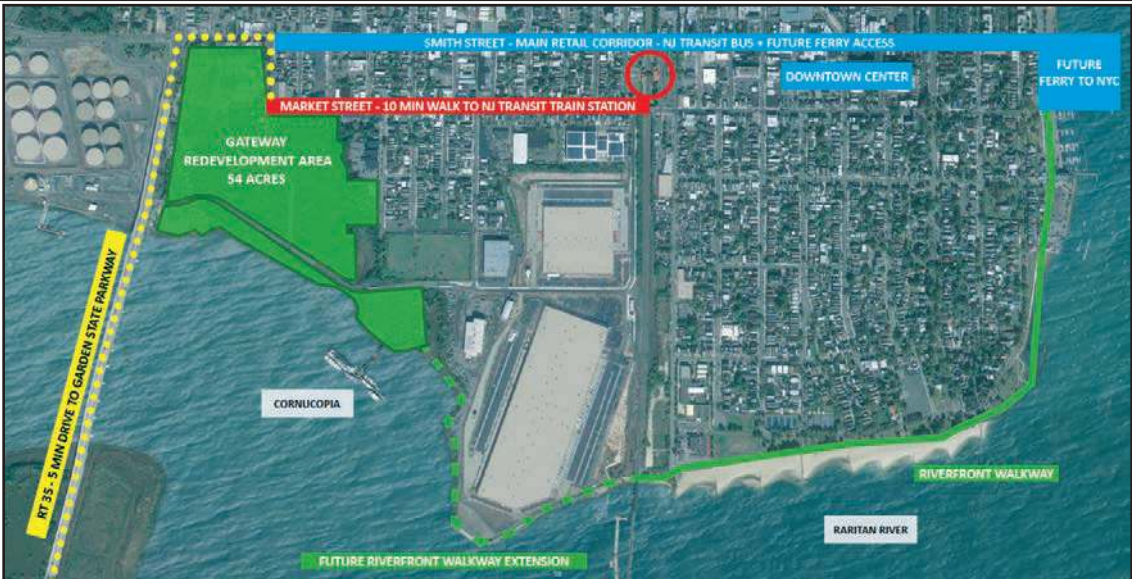 SMITH STREET - MAIN RETAIL CORRIDOR - NJ TRANSIT BUS + FUTURE FERRY ACCESS
FUTURE
FERRY TO NYC
DOWNTOWN CENTER
MARKET STREET - 10 MIN WALK TO NJ TRANSIT TRAIN STATION
GATEWAY
REDEVELOPMENT AREA
54 ACRES
RT 35 - 5 MIN DRIVE TO GARDEN STATE PARKWAY
CORNUCOPIA
RIVERFRONT WALKWAY
RARITAN RIVER
FUTURE RIVERFRONT WALKWAY EXTENSION